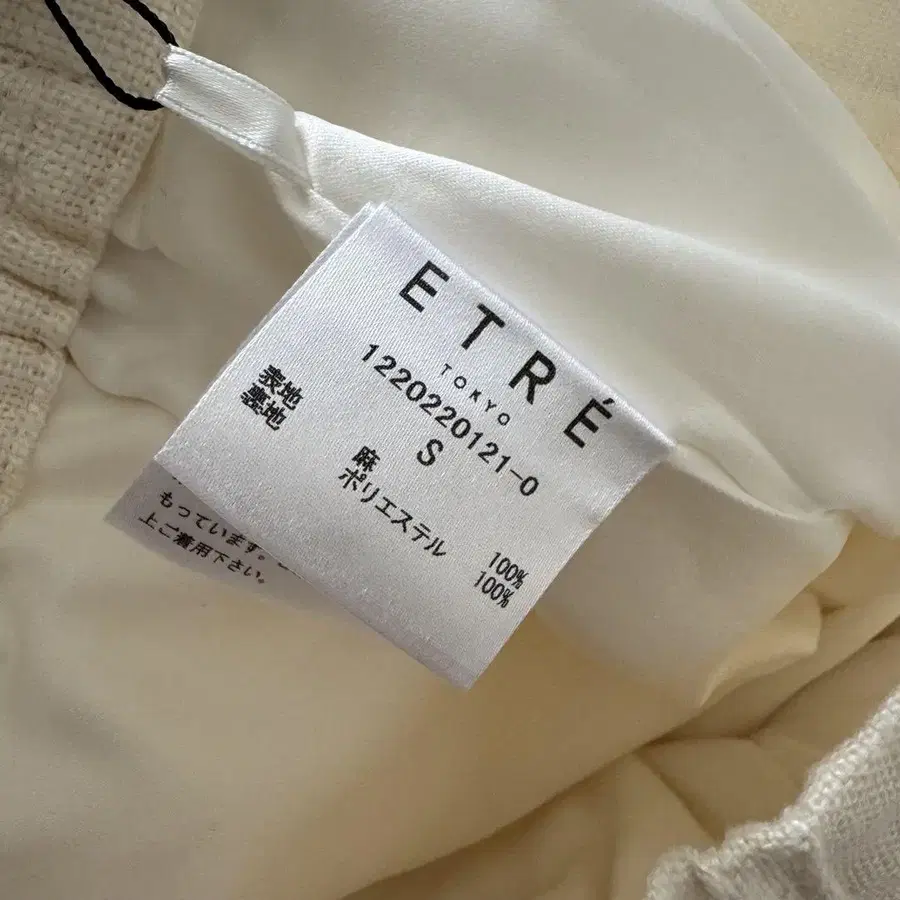 ETRÉ
TOKYO
1220220121-0
S
表地 麻 100%
裏地 ポリエステル 100%
もっています。
上ご着用下さい。